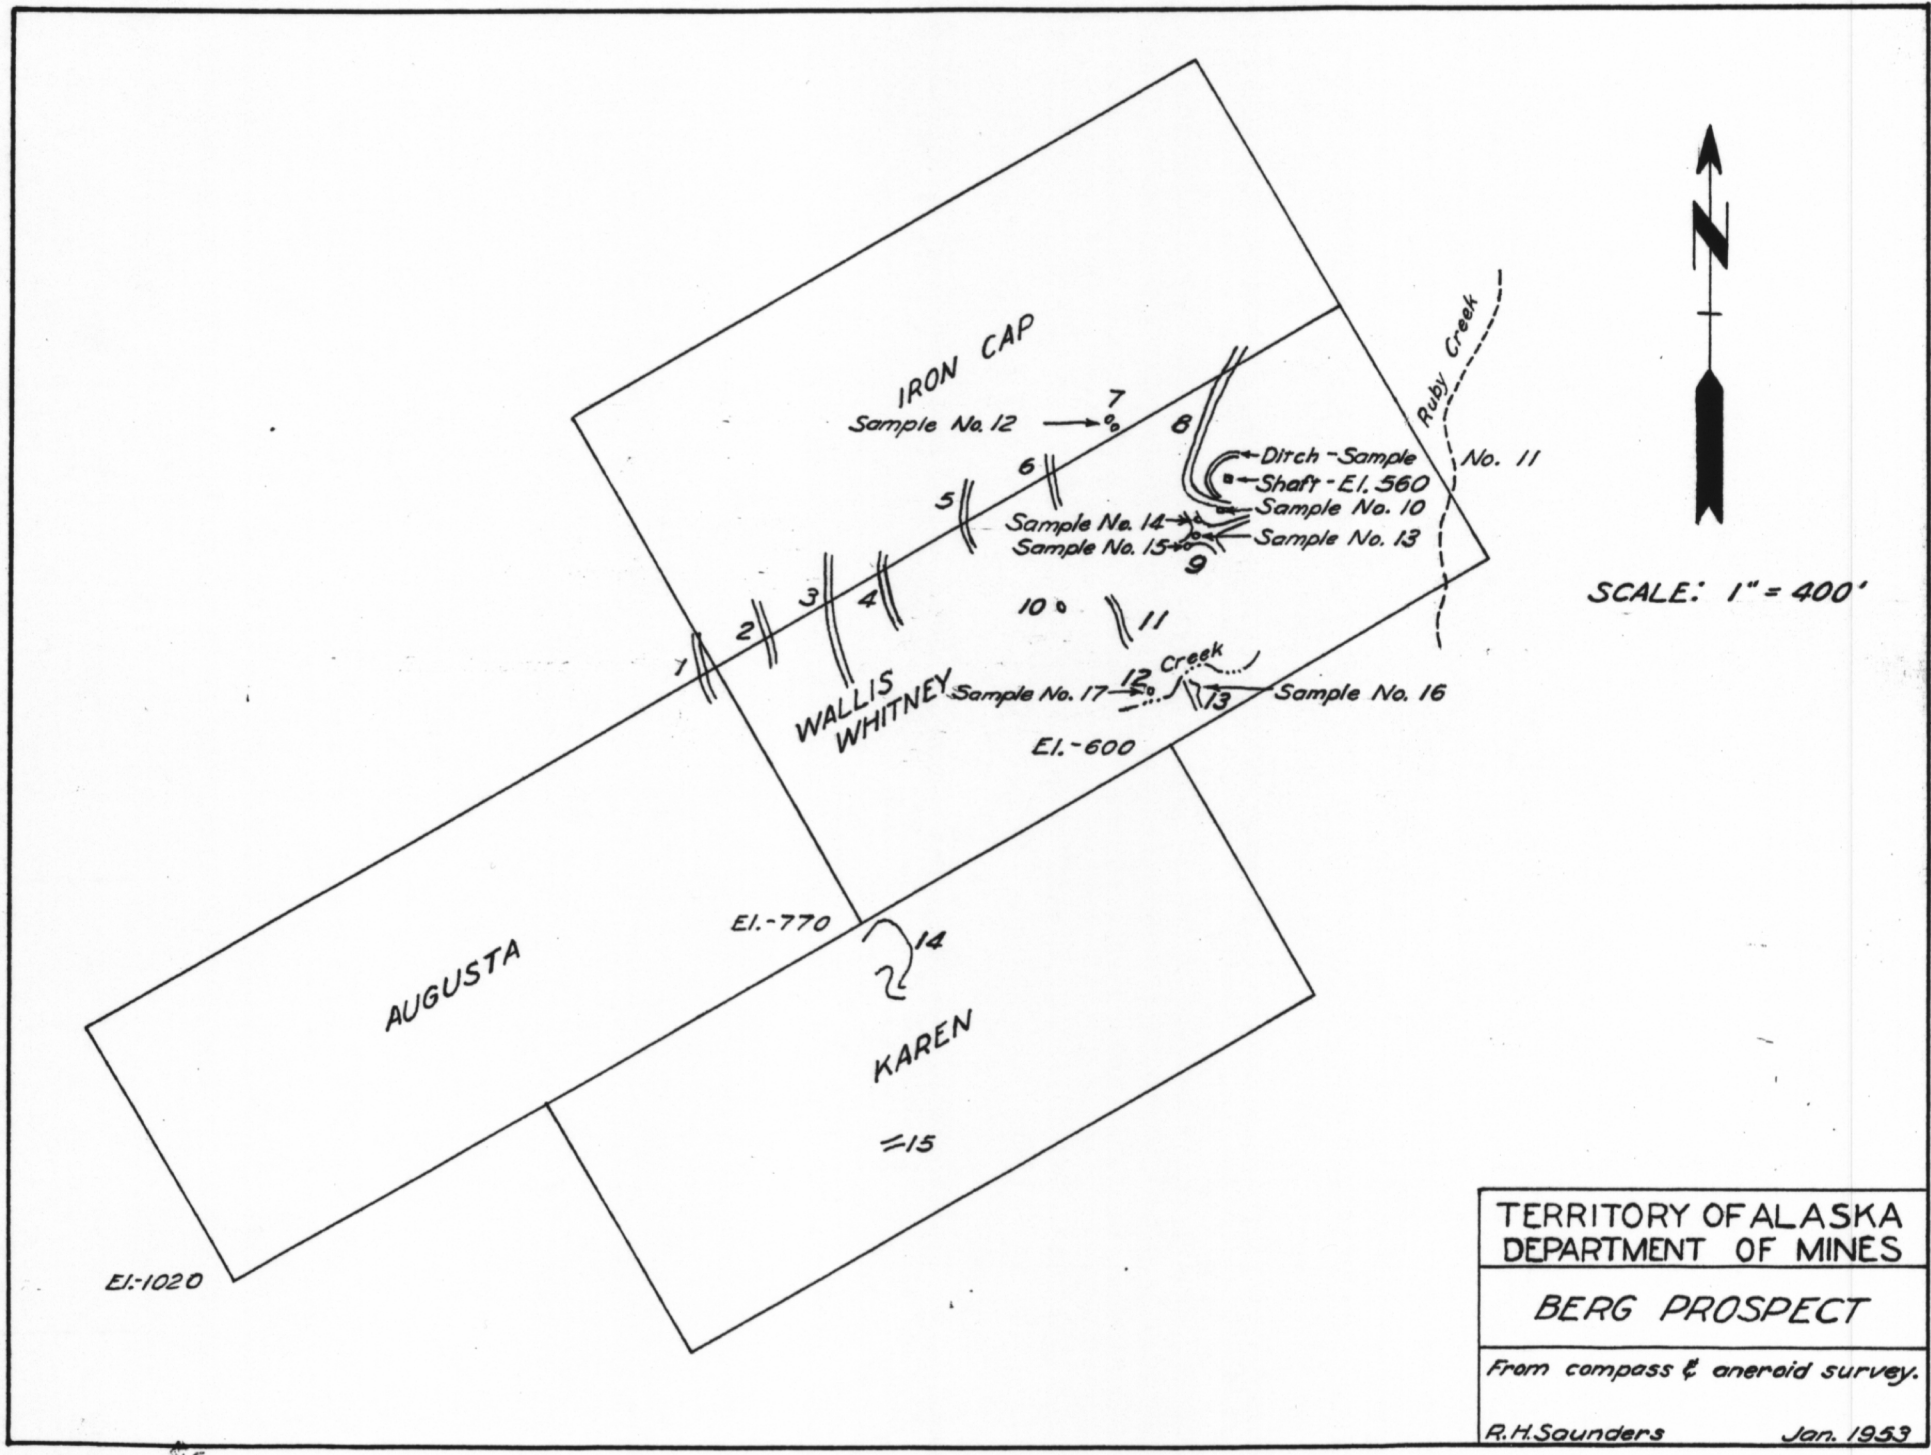 IRON CAP
7
Sample No. 12
8
6
Ditch - Sample No. 11
Shaft - El. 560
Sample No. 10
5
Sample No. 14
Sample No. 13
Sample No. 15
9
Ruby Creek
N
SCALE: 1" = 400'
4
3
2
1
10
11
Creek
12
Sample No. 17
13
Sample No. 16
WALLIS
WHITNEY
El.-600
El.-770
14
AUGUSTA
KAREN
15
El.-1020
TERRITORY OF ALASKA
DEPARTMENT OF MINES
BERG PROSPECT
From compass & aneroid survey.
R.H. Saunders Jan. 1953